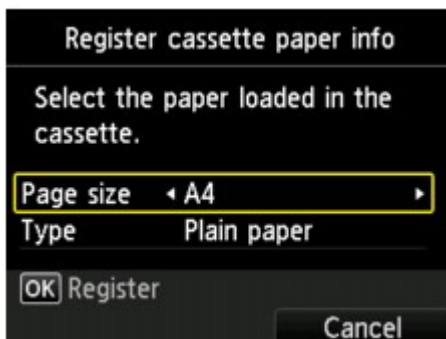 Register cassette paper info
Select the paper loaded in the
cassette.
Page size A4
Type Plain paper
OK Register
Cancel